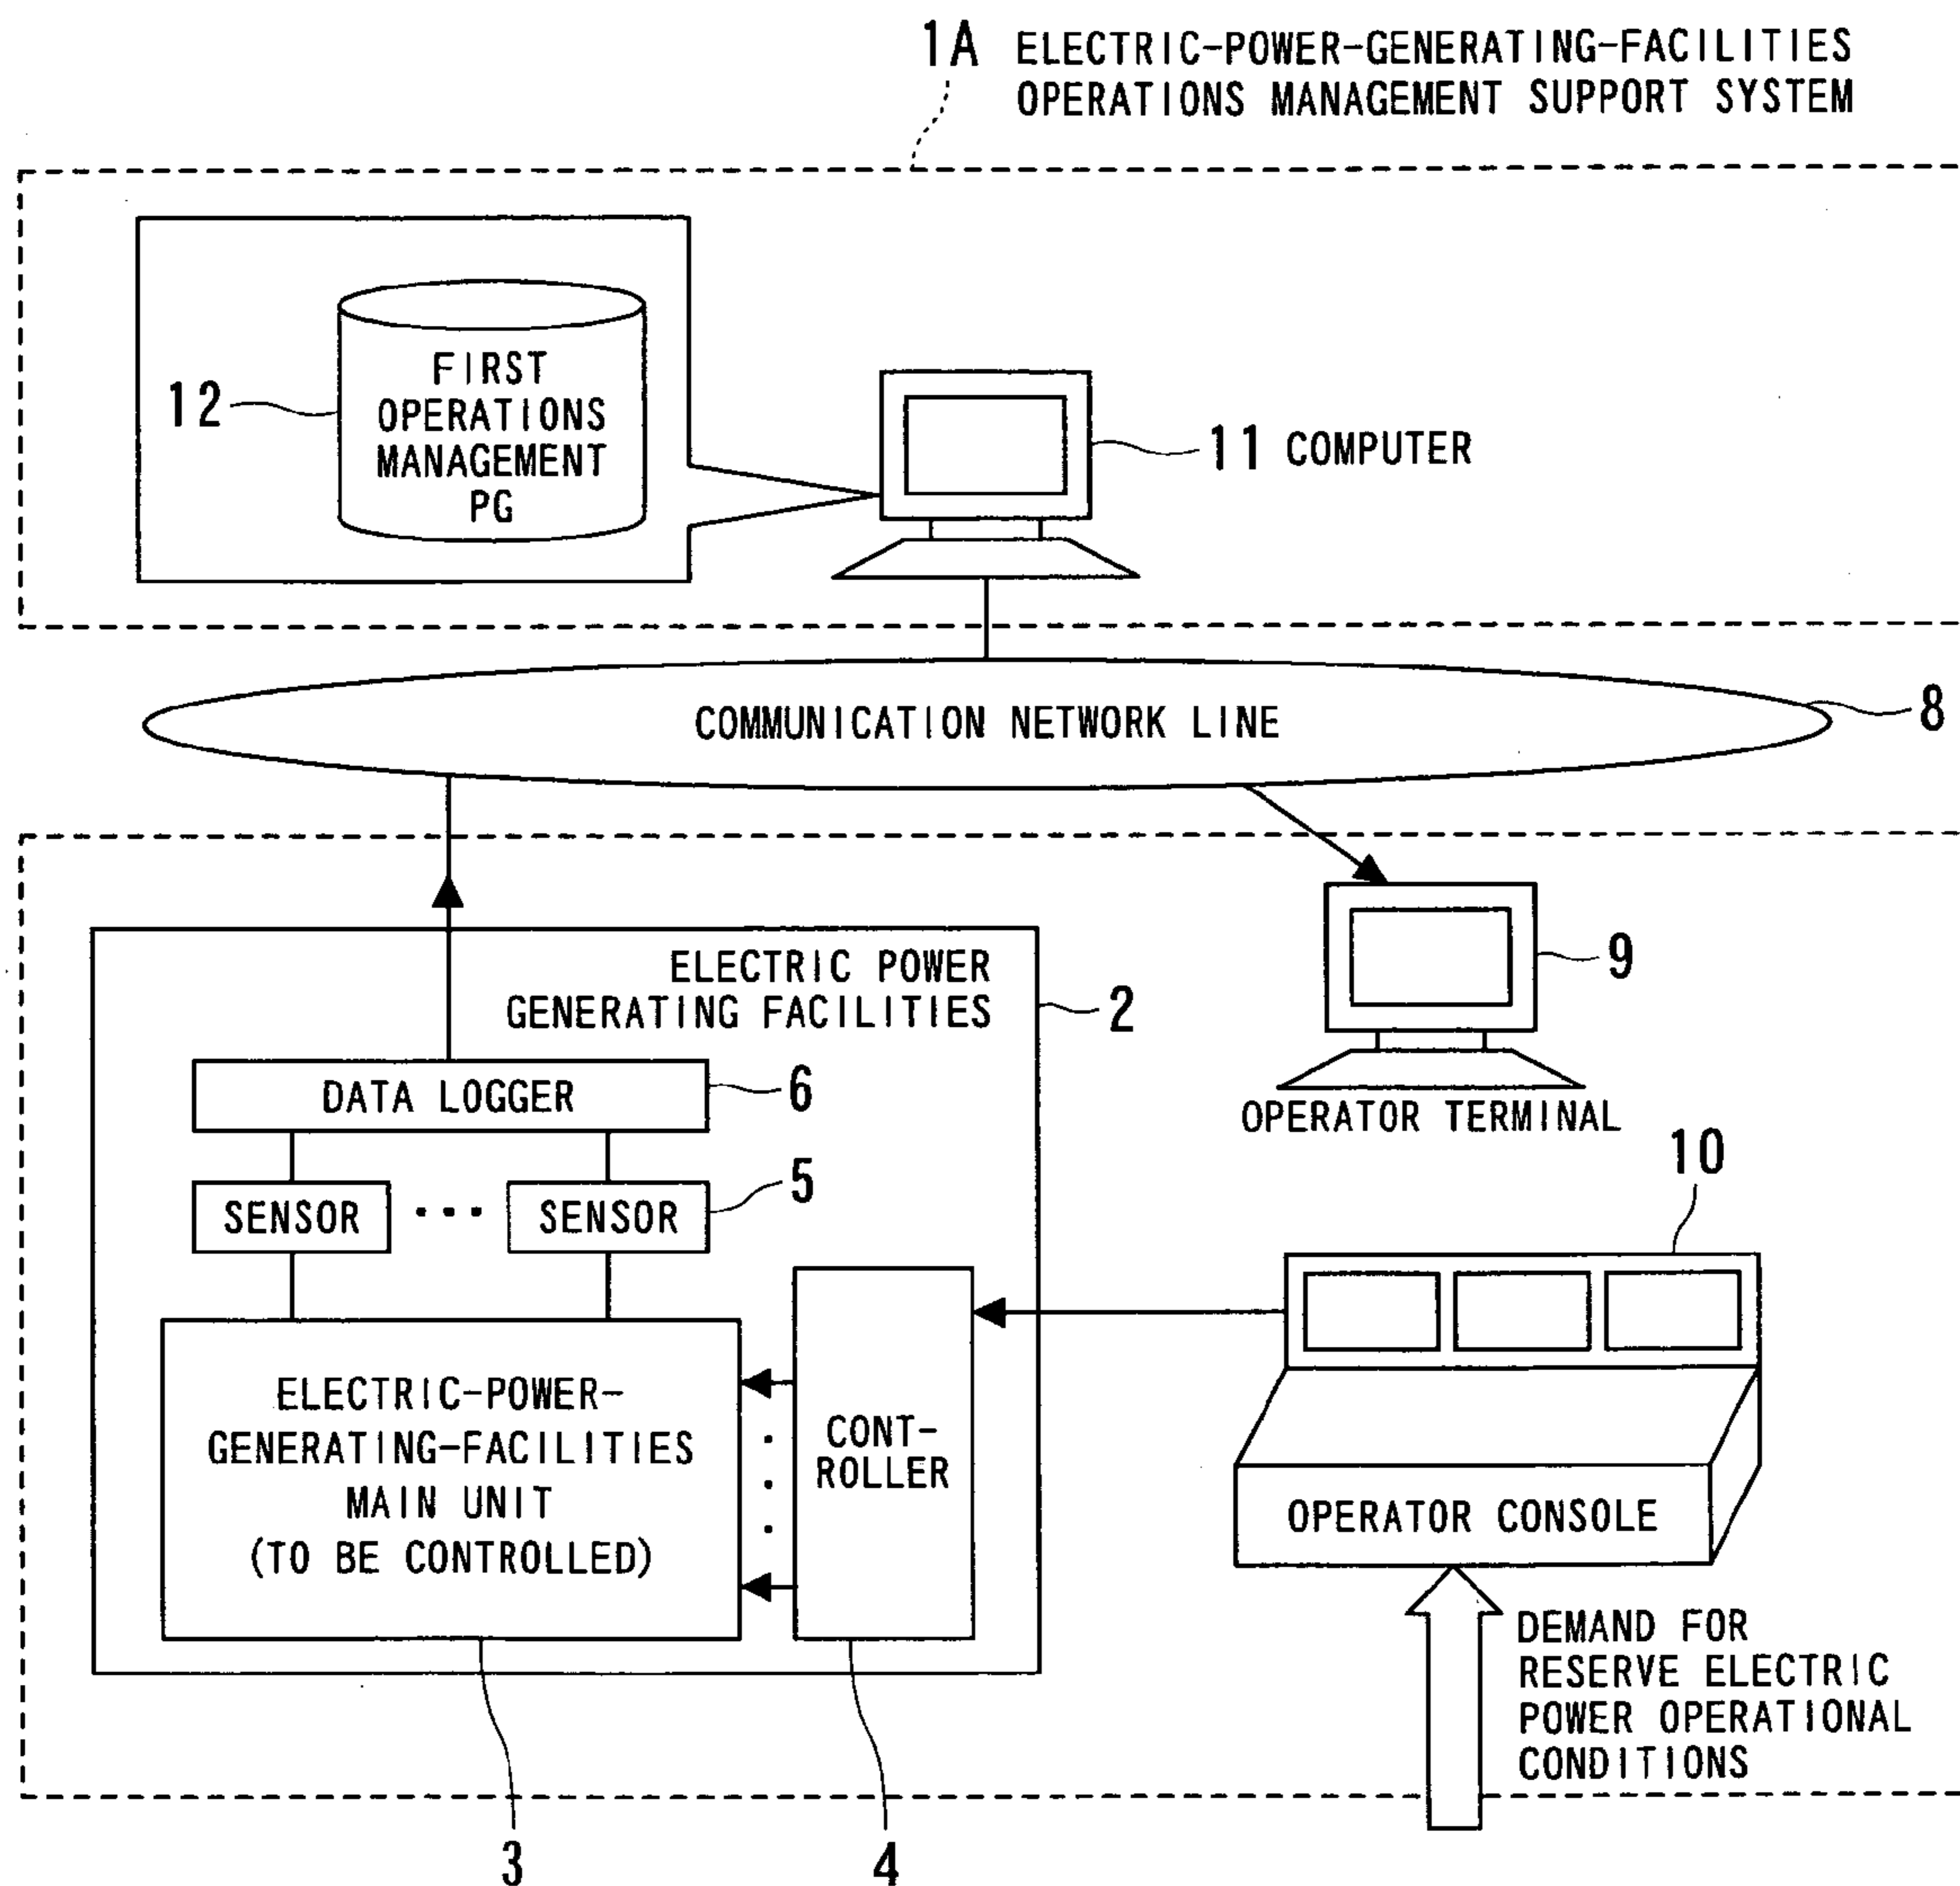 1A ELECTRIC-POWER-GENERATING-FACILITIES
OPERATIONS MANAGEMENT SUPPORT SYSTEM
FIRST
OPERATIONS
MANAGEMENT
PG
12
11 COMPUTER
COMMUNICATION NETWORK LINE
8
ELECTRIC POWER
GENERATING FACILITIES
2
9
DATA LOGGER
6
OPERATOR TERMINAL
10
SENSOR
SENSOR
5
ELECTRIC-POWER-
GENERATING-FACILITIES
MAIN UNIT
(TO BE CONTROLLED)
CONT-
ROLLER
OPERATOR CONSOLE
DEMAND FOR
RESERVE ELECTRIC
POWER OPERATIONAL
CONDITIONS
3
4